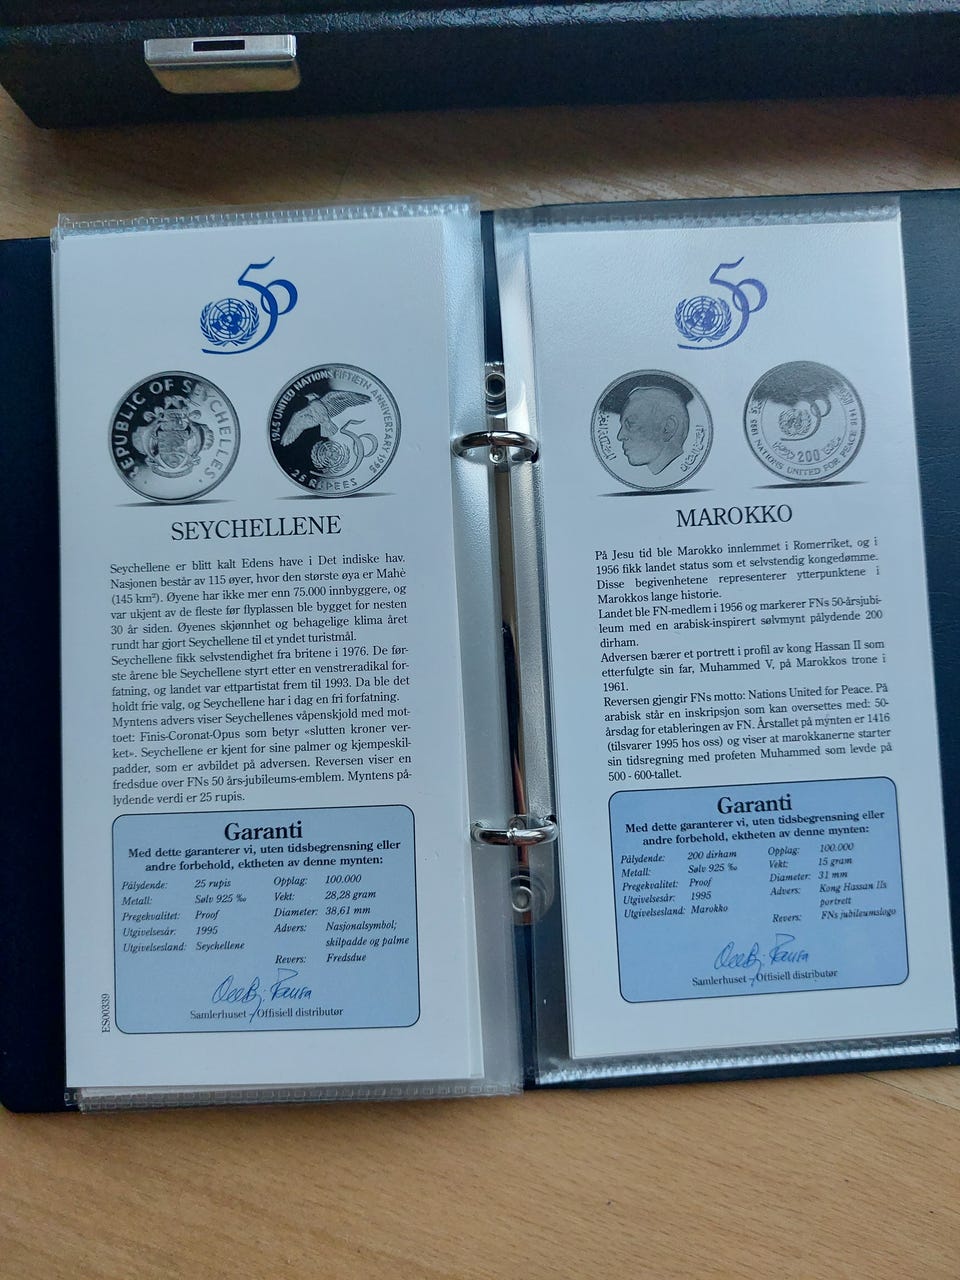 50
REPUBLIC OF SEYCHELLES
1945 UNITED NATIONS FIFTIETH ANNIVERSARY 1995
50
25 RUPEES
SEYCHELLENE
Seychellene er blitt kalt Edens have i Det indiske hav.
Nasjonen består av 115 øyer, hvor den største øya er Mahè
(145 km²). Øyene har ikke mer enn 75.000 innbyggere, og
var ukjent av de fleste før flyplassen ble bygget for nesten
30 år siden. Øyenes skjønnhet og behagelige klima året
rundt har gjort Seychellene til et yndet turistmål.
Seychellene fikk selvstendighet fra britene i 1976. De før-
ste årene ble Seychellene styrt etter en venstreradikal for-
fatning, og landet var ettpartistat frem til 1993. Da ble det
holdt frie valg, og Seychellene har i dag en fri forfatning.
Myntens advers viser Seychellenes våpenskjold med mot-
toet: Finis-Coronat-Opus som betyr «slutten kroner ver-
ket». Seychellene er kjent for sine palmer og kjempeskil-
padder, som er avbildet på adversen. Reversen viser en
fredsdue over FNs 50 års-jubileums-emblem. Myntens på-
lydende verdi er 25 rupis.
Garanti
Med dette garanterer vi, uten tidsbegrensning eller
andre forbehold, ektheten av denne mynten:
Pålydende: 25 rupis
Metall: Sølv 925 ‰
Pregekvalitet: Proof
Utgivelsesår: 1995
Utgivelsesland: Seychellene
Opplag: 100.000
Vekt: 28,28 gram
Diameter: 38,61 mm
Advers: Nasjonalsymbol;
skilpadde og palme
Revers: Fredsdue
Samlerhuset - Offisiell distributør
ES00339
50
1995 NATIONS UNITED FOR PEACE 1416
200
MAROKKO
På Jesu tid ble Marokko innlemmet i Romerriket, og i
1956 fikk landet status som et selvstendig kongedømme.
Disse begivenhetene representerer ytterpunktene i
Marokkos lange historie.
Landet ble FN-medlem i 1956 og markerer FNs 50-årsjubi-
leum med en arabisk-inspirert sølvmynt pålydende 200
dirham.
Adversen bærer et portrett i profil av kong Hassan II som
etterfulgte sin far, Muhammed V, på Marokkos trone i
1961.
Reversen gjengir FNs motto: Nations United for Peace. På
arabisk står en inskripsjon som kan oversettes med: 50-
årsdag for etableringen av FN. Årstallet på mynten er 1416
(tilsvarer 1995 hos oss) og viser at marokkanerne starter
sin tidsregning med profeten Muhammed som levde på
500 - 600-tallet.
Garanti
Med dette garanterer vi, uten tidsbegrensning eller
andre forbehold, ektheten av denne mynten:
Pålydende: 200 dirham
Metall: Sølv 925 ‰
Pregekvalitet: Proof
Utgivelsesår: 1995
Utgivelsesland: Marokko
Opplag: 100.000
Vekt: 15 gram
Diameter: 31 mm
Advers: Kong Hassan IIs
portrett
Revers: FNs jubileumslogo
Samlerhuset - Offisiell distributør